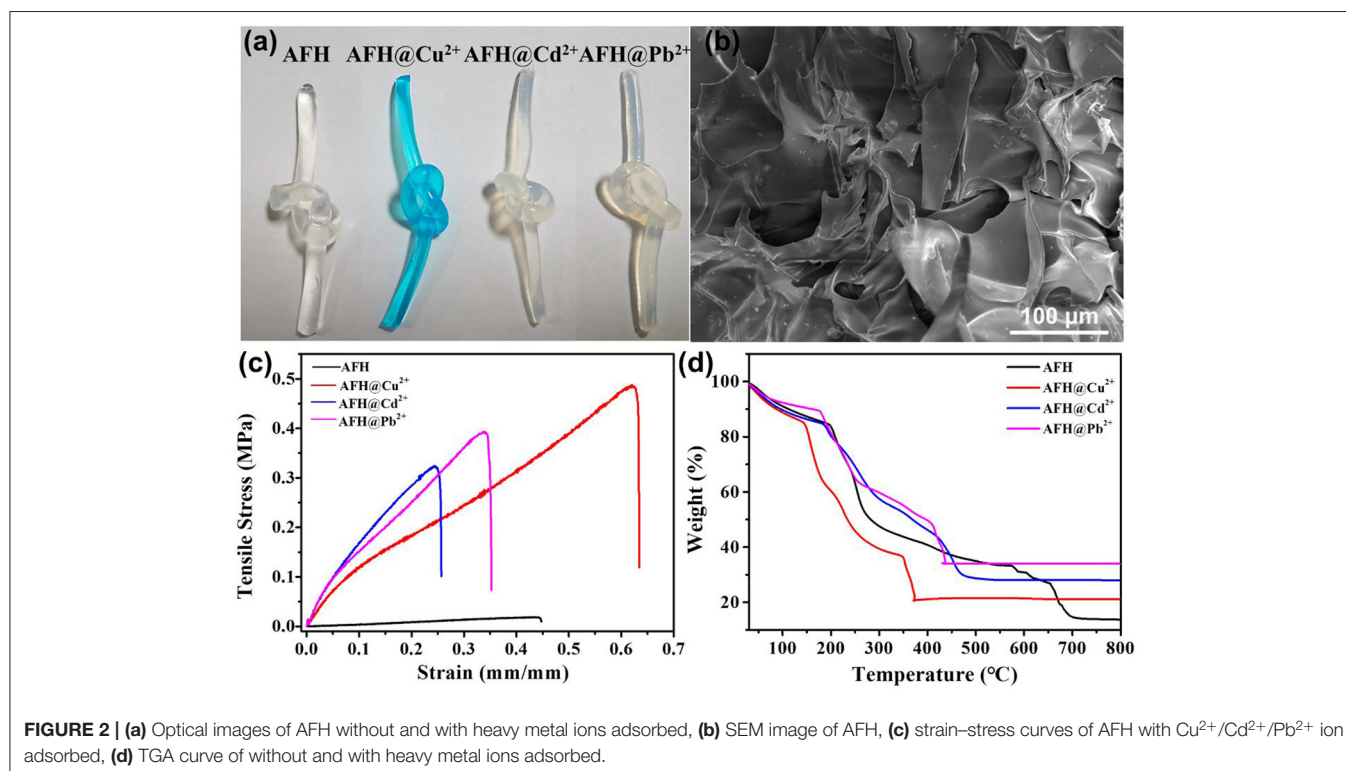 (a)
AFH AFH@Cu²⁺ AFH@Cd²⁺ AFH@Pb²⁺
(b)
100 µm
(c)
AFH
AFH@Cu²⁺
AFH@Cd²⁺
AFH@Pb²⁺
Tensile Stress (MPa)
0.5
0.4
0.3
0.2
0.1
0.0
0.0 0.1 0.2 0.3 0.4 0.5 0.6 0.7
Strain (mm/mm)
(d)
AFH
AFH@Cu²⁺
AFH@Cd²⁺
AFH@Pb²⁺
Weight (%)
100
80
60
40
20
100 200 300 400 500 600 700 800
Temperature (℃)
FIGURE 2 | (a) Optical images of AFH without and with heavy metal ions adsorbed, (b) SEM image of AFH, (c) strain–stress curves of AFH with Cu²⁺/Cd²⁺/Pb²⁺ ion
adsorbed, (d) TGA curve of without and with heavy metal ions adsorbed.